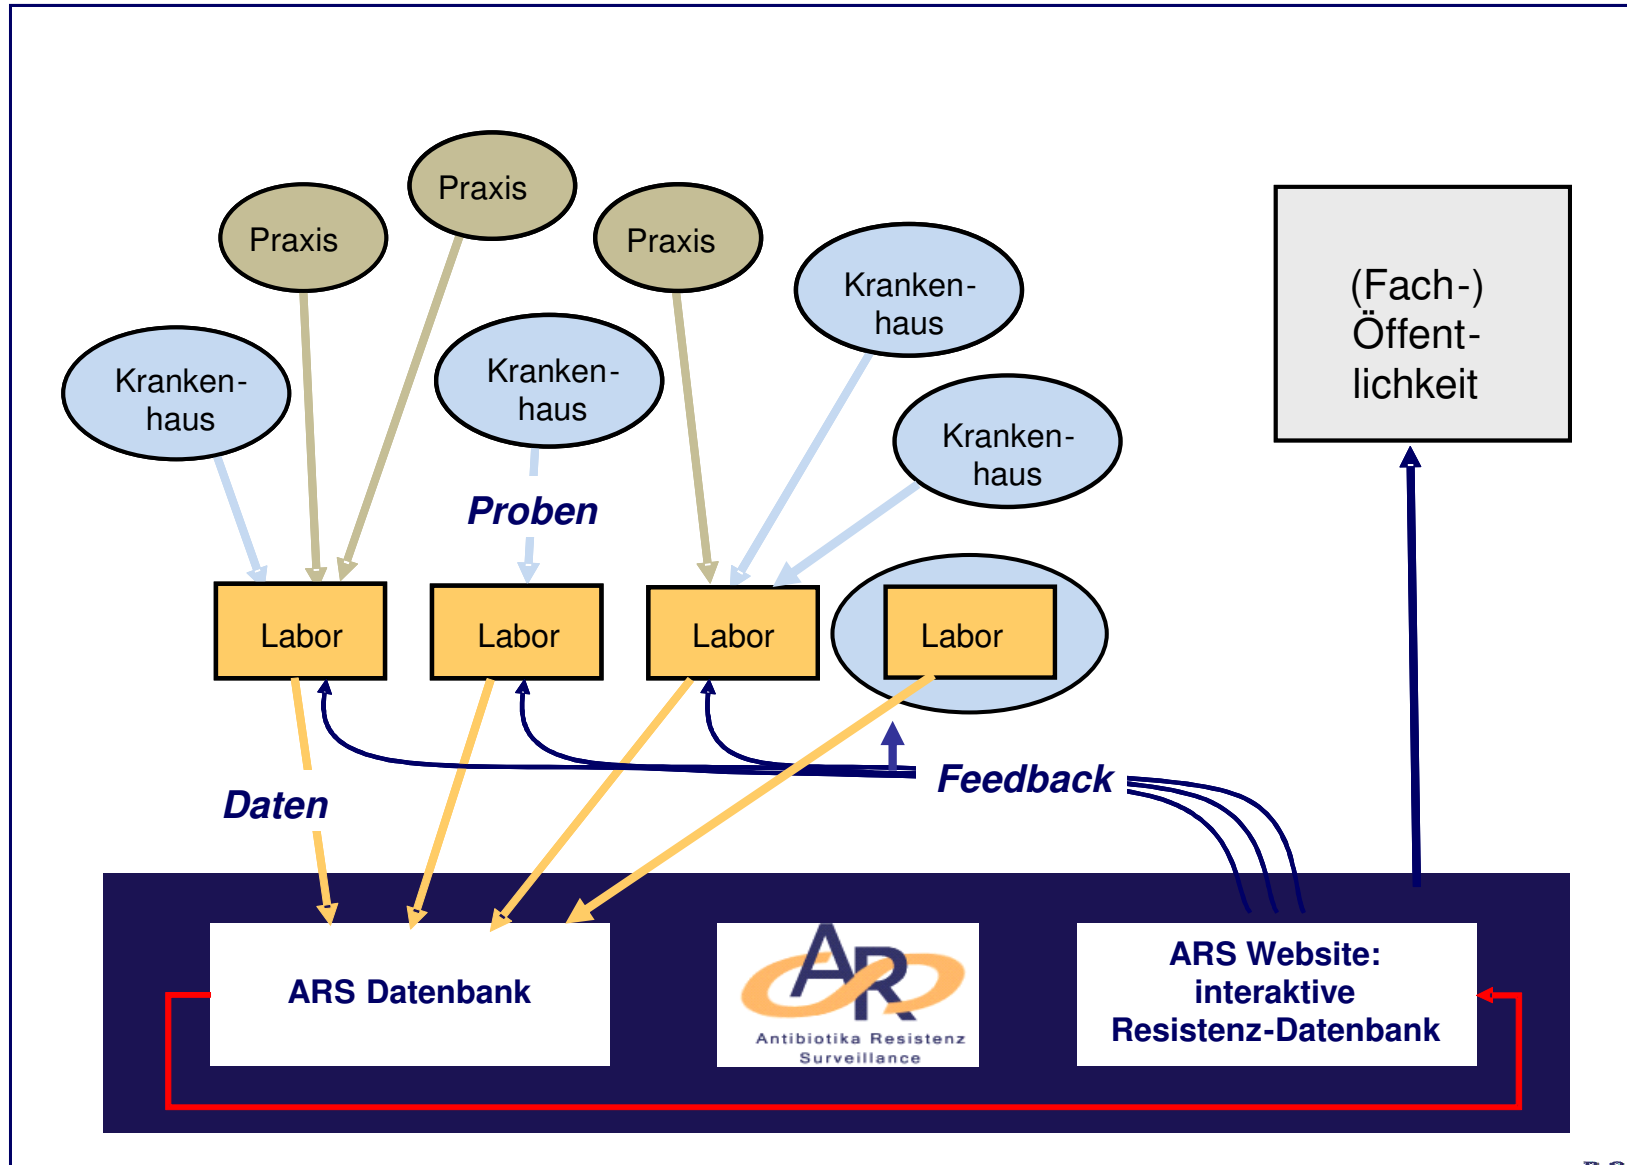 Praxis
Praxis
Praxis
Kranken-
haus
Kranken-
haus
Kranken-
haus
Kranken-
haus
(Fach-)
Öffent-
lichkeit
Proben
Labor
Labor
Labor
Labor
Daten
Feedback
ARS Datenbank
AR
Antibiotika Resistenz
Surveillance
ARS Website:
interaktive
Resistenz-Datenbank